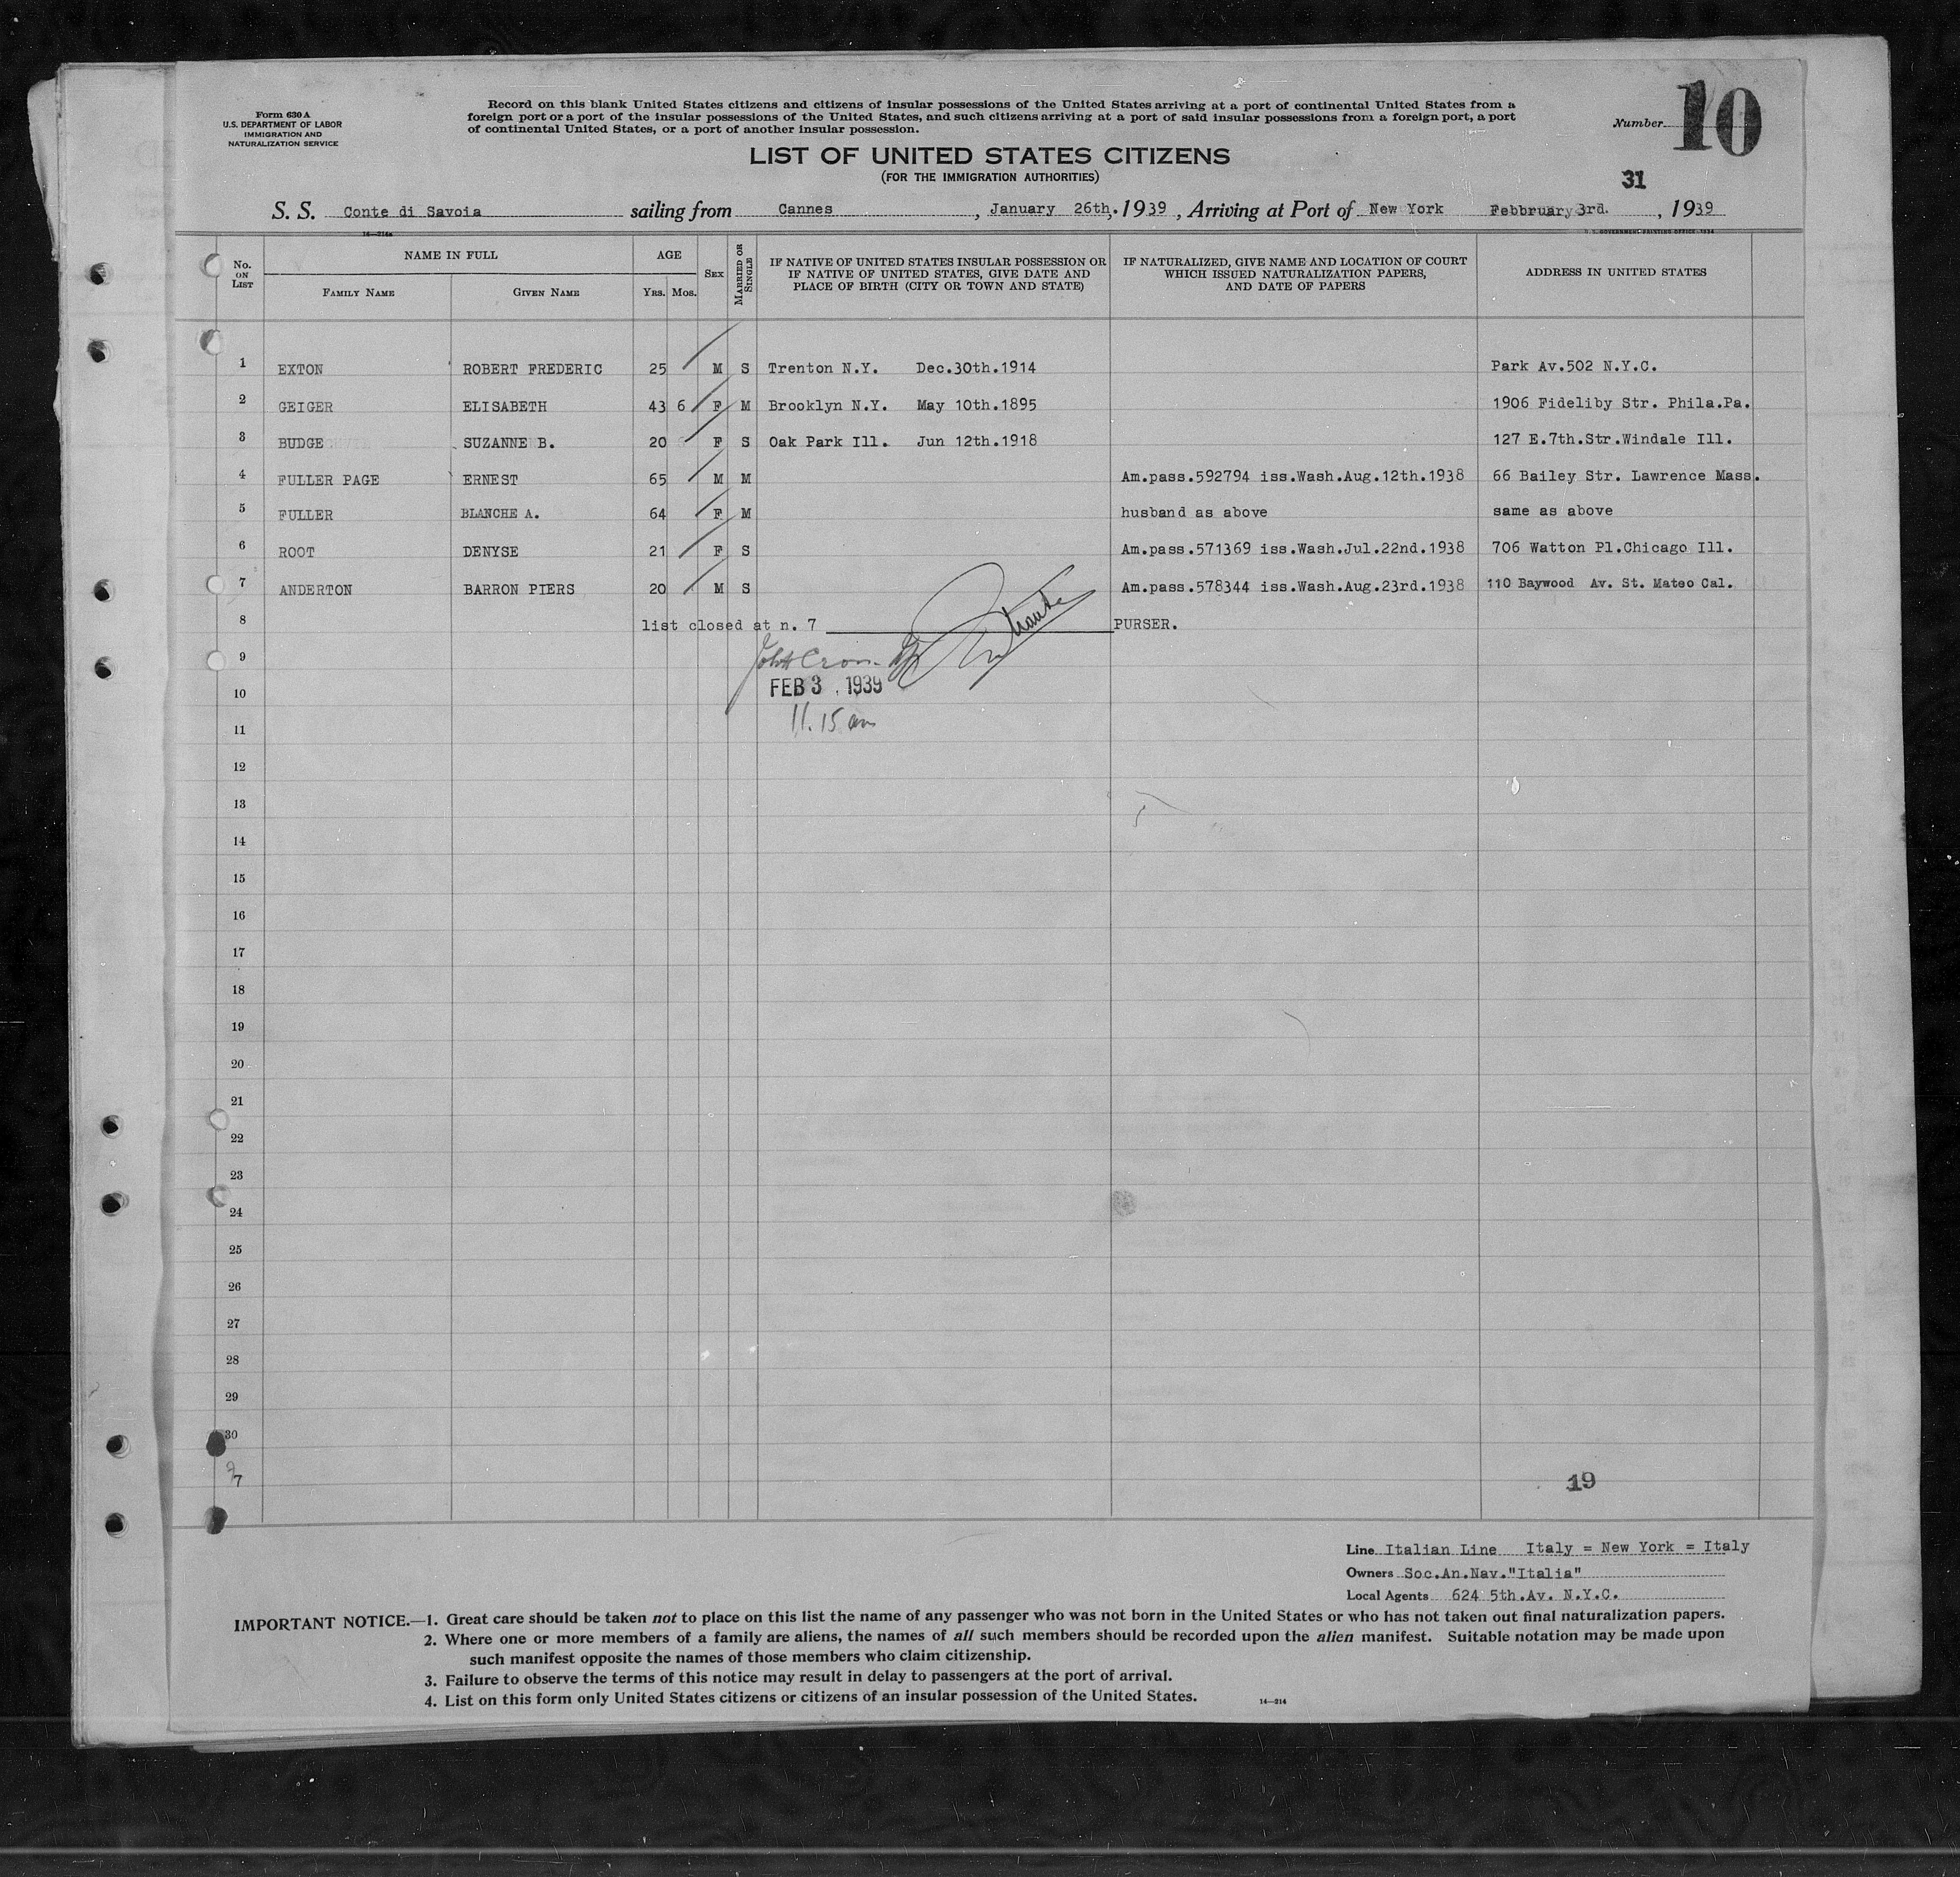 Form 630 A
U.S. DEPARTMENT OF LABOR
IMMIGRATION AND
NATURALIZATION SERVICE
Record on this blank United States citizens and citizens of insular possessions of the United States arriving at a port of continental United States from a
foreign port or a port of the insular possessions of the United States, and such citizens arriving at a port of said insular possessions from a foreign port, a port
of continental United States, or a port of another insular possession.
Number 10
LIST OF UNITED STATES CITIZENS
(FOR THE IMMIGRATION AUTHORITIES)
31
S. S. Conte di Savoia sailing from Cannes, January 26th, 1939, Arriving at Port of New York Febbruary 3rd., 1939
14—214a
U. S. GOVERNMENT PRINTING OFFICE: 1934
No. ON LIST
NAME IN FULL
FAMILY NAME
GIVEN NAME
AGE
YRS. MOS.
SEX
MARRIED OR SINGLE
IF NATIVE OF UNITED STATES INSULAR POSSESSION OR
IF NATIVE OF UNITED STATES, GIVE DATE AND
PLACE OF BIRTH (CITY OR TOWN AND STATE)
IF NATURALIZED, GIVE NAME AND LOCATION OF COURT
WHICH ISSUED NATURALIZATION PAPERS,
AND DATE OF PAPERS
ADDRESS IN UNITED STATES
1 EXTON ROBERT FREDERIC 25 M S Trenton N.Y. Dec.30th.1914 Park Av.502 N.Y.C.
2 GEIGER ELISABETH 43 6 F M Brooklyn N.Y. May 10th.1895 1906 Fideliby Str. Phila.Pa.
3 BUDGE SUZANNE B. 20 F S Oak Park Ill. Jun 12th.1918 127 E.7th.Str.Windale Ill.
4 FULLER PAGE ERNEST 65 M M Am.pass.592794 iss.Wash.Aug.12th.1938 66 Bailey Str. Lawrence Mass.
5 FULLER BLANCHE A. 64 F M husband as above same as above
6 ROOT DENYSE 21 F S Am.pass.571369 iss.Wash.Jul.22nd.1938 706 Watton Pl.Chicago Ill.
7 ANDERTON BARRON PIERS 20 M S Am.pass.578344 iss.Wash.Aug.23rd.1938 110 Baywood Av. St. Mateo Cal.
8 list closed at n. 7 PURSER.
9
10 FEB 3 1939
11 11.15 am
12
13
14
15
16
17
18
19
20
21
22
23
24
25
26
27
28
29
30
7
19
Line Italian Line Italy = New York = Italy
Owners Soc.An.Nav."Italia"
Local Agents 624 5th.Av. N.Y.C.
IMPORTANT NOTICE.—1. Great care should be taken not to place on this list the name of any passenger who was not born in the United States or who has not taken out final naturalization papers.
2. Where one or more members of a family are aliens, the names of all such members should be recorded upon the alien manifest. Suitable notation may be made upon
such manifest opposite the names of those members who claim citizenship.
3. Failure to observe the terms of this notice may result in delay to passengers at the port of arrival.
4. List on this form only United States citizens or citizens of an insular possession of the United States.
14—214